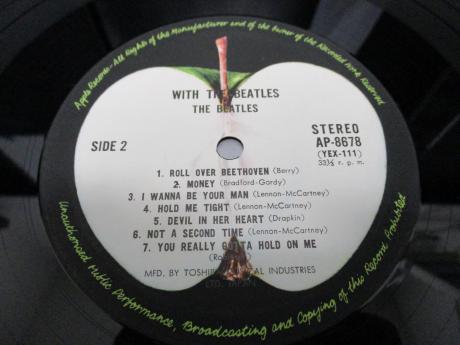 Apple Records-All Rights of the Manufacturer and of the Owner of the Recorded Work Reserved
WITH THE BEATLES
THE BEATLES
SIDE 2
STEREO
AP-8678
(YEX-111)
33⅓ r. p. m.
1. ROLL OVER BEETHOVEN (Berry)
2. MONEY (Bradford-Gordy)
3. I WANNA BE YOUR MAN (Lennon-McCartney)
4. HOLD ME TIGHT (Lennon-McCartney)
5. DEVIL IN HER HEART (Drapkin)
6. NOT A SECOND TIME (Lennon-McCartney)
7. YOU REALLY GOTTA HOLD ON ME
MFD. BY TOSHIBA MUSICAL INDUSTRIES
LTD. JAPAN
Unauthorised Public Performance, Broadcasting and Copying of this Record Prohibited